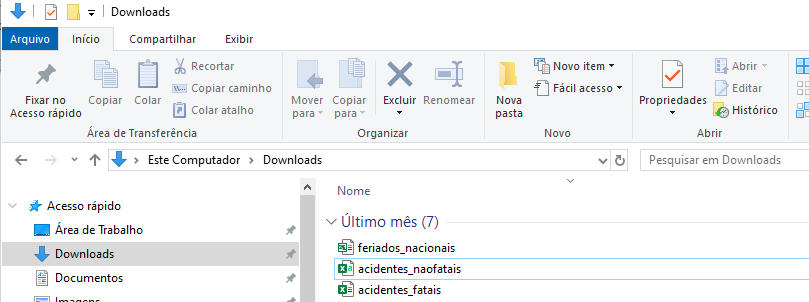 Downloads
Arquivo Início Compartilhar Exibir
Fixar no Acesso rápido
Copiar
Colar
Recortar
Copiar caminho
Colar atalho
Área de Transferência
Mover para
Copiar para
Excluir
Renomear
Organizar
Nova pasta
Novo item
Fácil acesso
Novo
Propriedades
Abrir
Editar
Histórico
Abrir
Este Computador > Downloads
Pesquisar em Downloads
Acesso rápido
Área de Trabalho
Downloads
Documentos
Imagens
Nome
Último mês (7)
feriados_nacionais
acidentes_naofatais
acidentes_fatais